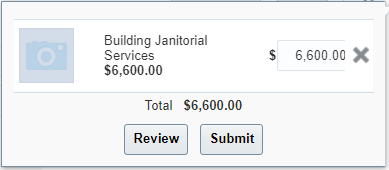 Building Janitorial
Services
$6,600.00
$ 6,600.00
Total $6,600.00
Review Submit